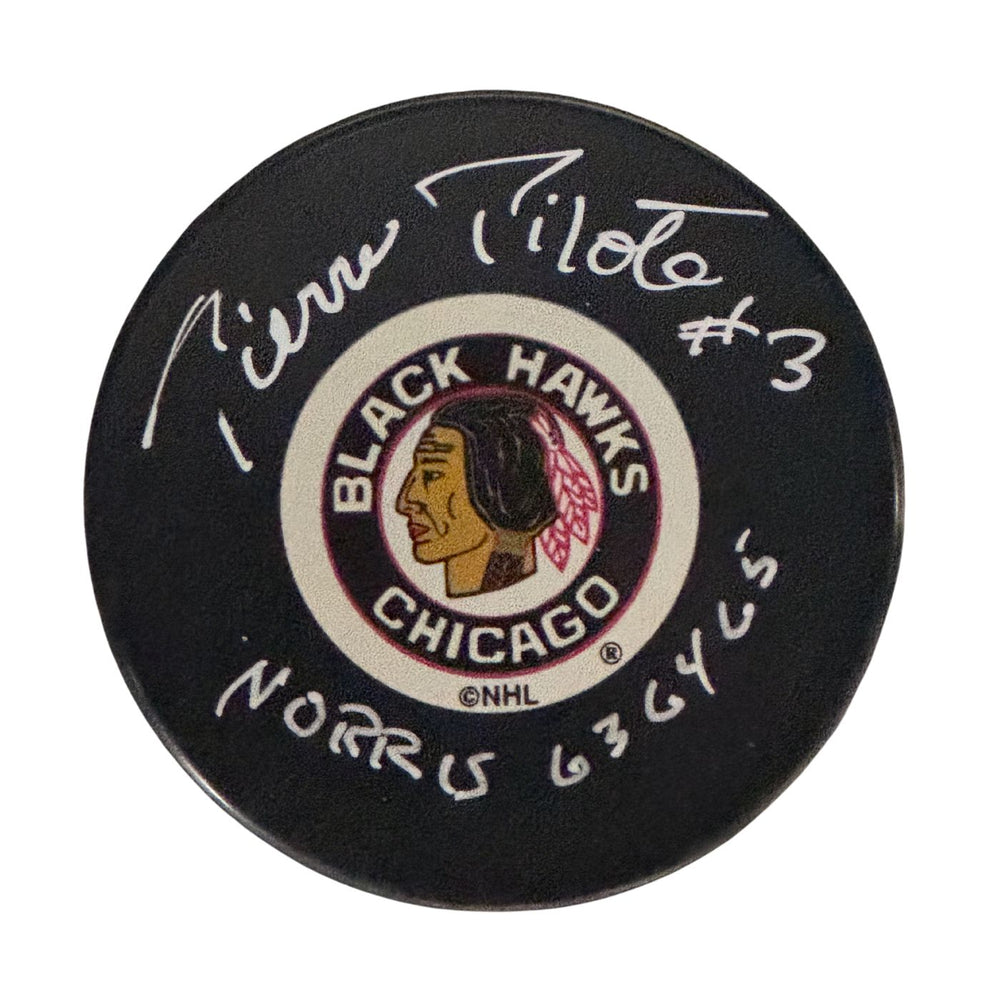 Pierre Pilote
#3
BLACK HAWKS
CHICAGO
®
©NHL
NORRIS 63 64 65